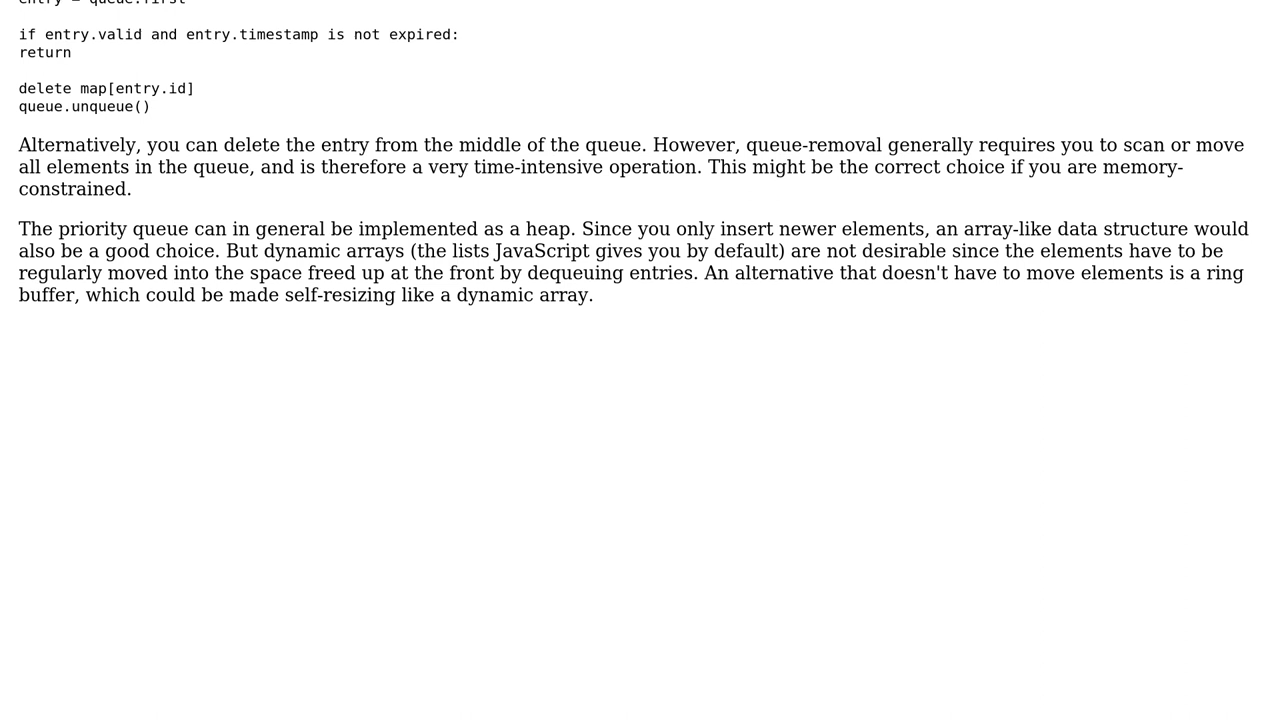 entry = queue.first
if entry.valid and entry.timestamp is not expired:
return
delete map[entry.id]
queue.unqueue()
Alternatively, you can delete the entry from the middle of the queue. However, queue-removal generally requires you to scan or move
all elements in the queue, and is therefore a very time-intensive operation. This might be the correct choice if you are memory-
constrained.
The priority queue can in general be implemented as a heap. Since you only insert newer elements, an array-like data structure would
also be a good choice. But dynamic arrays (the lists JavaScript gives you by default) are not desirable since the elements have to be
regularly moved into the space freed up at the front by dequeuing entries. An alternative that doesn't have to move elements is a ring
buffer, which could be made self-resizing like a dynamic array.